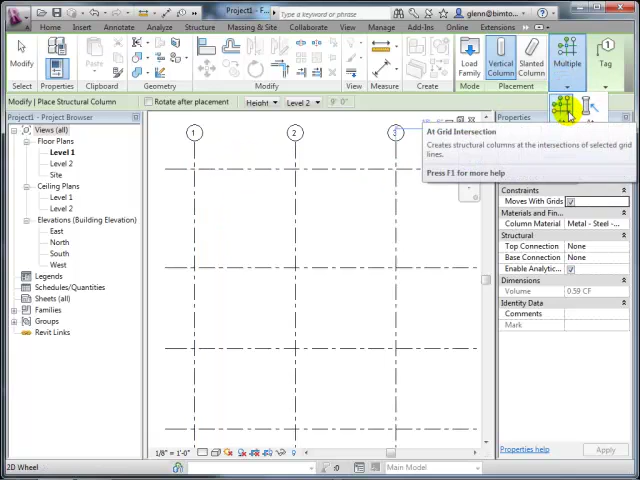 Project1 - F...
Type a keyword or phrase
glenn@bimto...
Home Insert Annotate Analyze Structure Massing & Site Collaborate View Manage Add-Ins Online Extensions
Modify Paste Load Family Vertical Column Slanted Column Multiple Tag
Select Properties Clipboard Geometry Modify View Measure Create Mode Placement
Modify | Place Structural Column Rotate after placement Height Level 2 9' 0"
At At
Project1 - Project Browser
Views (all)
Floor Plans
Level 1
Level 2
Site
Ceiling Plans
Level 1
Level 2
Elevations (Building Elevation)
East
North
South
West
Legends
Schedules/Quantities
Sheets (all)
Families
Groups
Revit Links
1 2 3
Properties
At Grid Intersection
Creates structural columns at the intersections of selected grid
lines.
Press F1 for more help
Constraints
Moves With Grids
Materials and Fin...
Column Material Metal - Steel -...
Structural
Top Connection None
Base Connection None
Enable Analytic...
Dimensions
Volume 0.59 CF
Identity Data
Comments
Mark
Properties help Apply
1/8" = 1'-0"
2D Wheel :0 Main Model